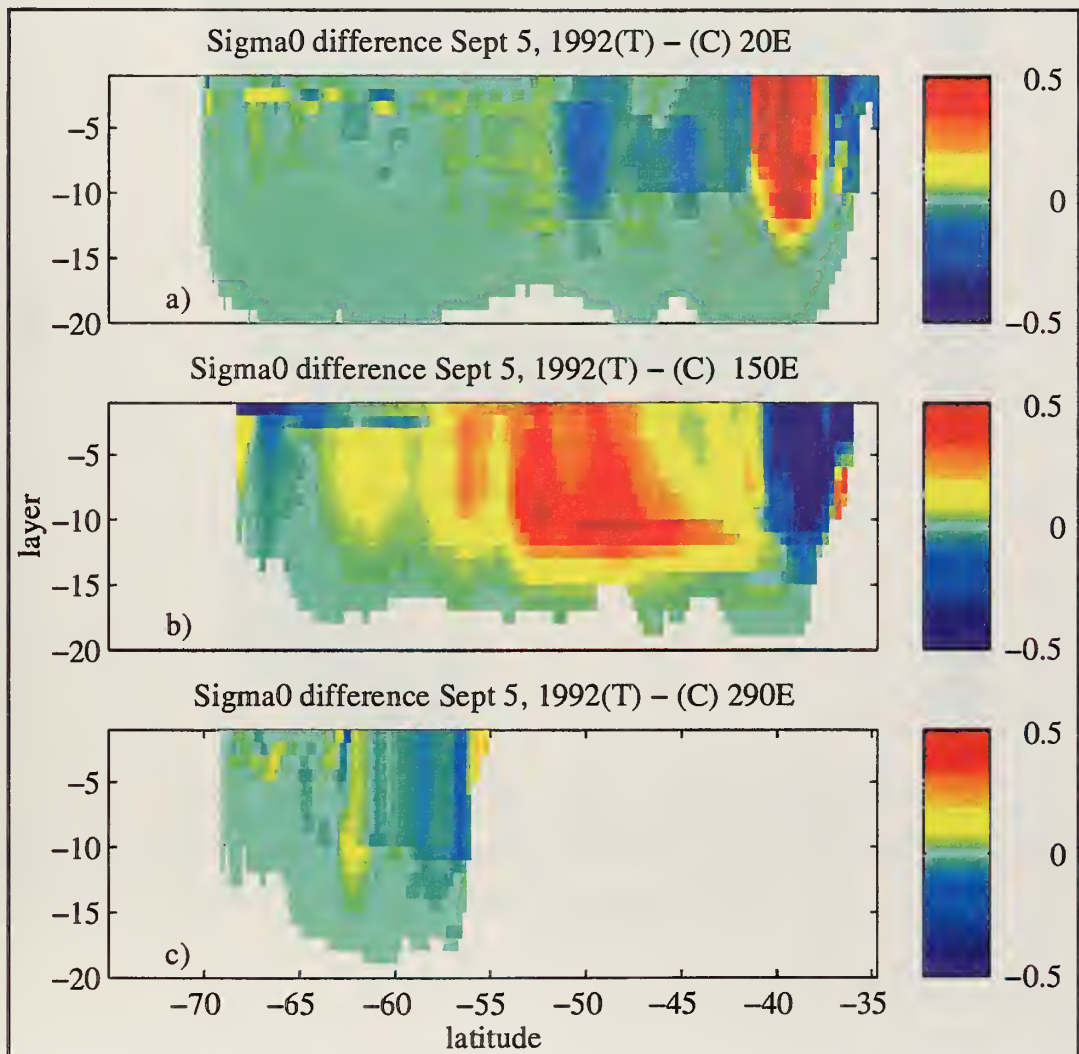 Sigma0 difference Sept 5, 1992(T) – (C) 20E
–5
–10
–15
–20
a)
0.5
0
–0.5
Sigma0 difference Sept 5, 1992(T) – (C) 150E
–5
–10
–15
–20
b)
0.5
0
–0.5
layer
Sigma0 difference Sept 5, 1992(T) – (C) 290E
–5
–10
–15
–20
c)
0.5
0
–0.5
–70 –65 –60 –55 –50 –45 –40 –35
latitude